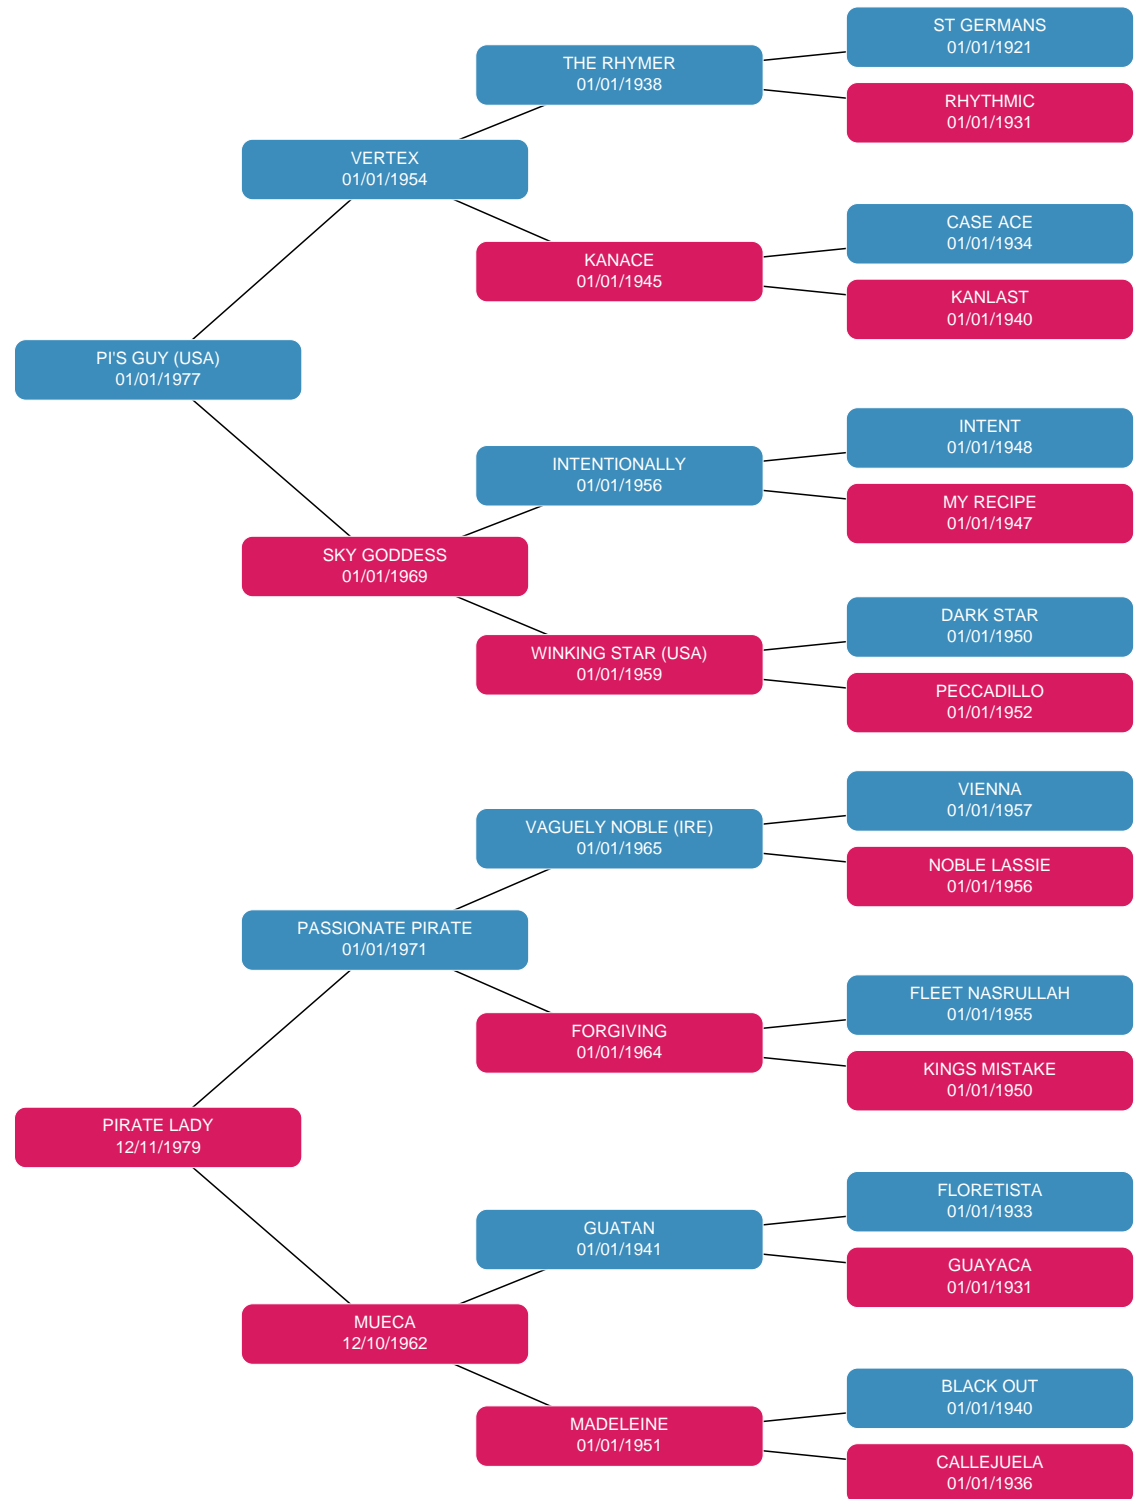 ST GERMANS
01/01/1921
THE RHYMER
01/01/1938
RHYTHMIC
01/01/1931
VERTEX
01/01/1954
CASE ACE
01/01/1934
KANACE
01/01/1945
KANLAST
01/01/1940
PI'S GUY (USA)
01/01/1977
INTENT
01/01/1948
INTENTIONALLY
01/01/1956
MY RECIPE
01/01/1947
SKY GODDESS
01/01/1969
DARK STAR
01/01/1950
WINKING STAR (USA)
01/01/1959
PECCADILLO
01/01/1952
VIENNA
01/01/1957
VAGUELY NOBLE (IRE)
01/01/1965
NOBLE LASSIE
01/01/1956
PASSIONATE PIRATE
01/01/1971
FLEET NASRULLAH
01/01/1955
FORGIVING
01/01/1964
KINGS MISTAKE
01/01/1950
PIRATE LADY
12/11/1979
FLORETISTA
01/01/1933
GUATAN
01/01/1941
GUAYACA
01/01/1931
MUECA
12/10/1962
BLACK OUT
01/01/1940
MADELEINE
01/01/1951
CALLEJUELA
01/01/1936